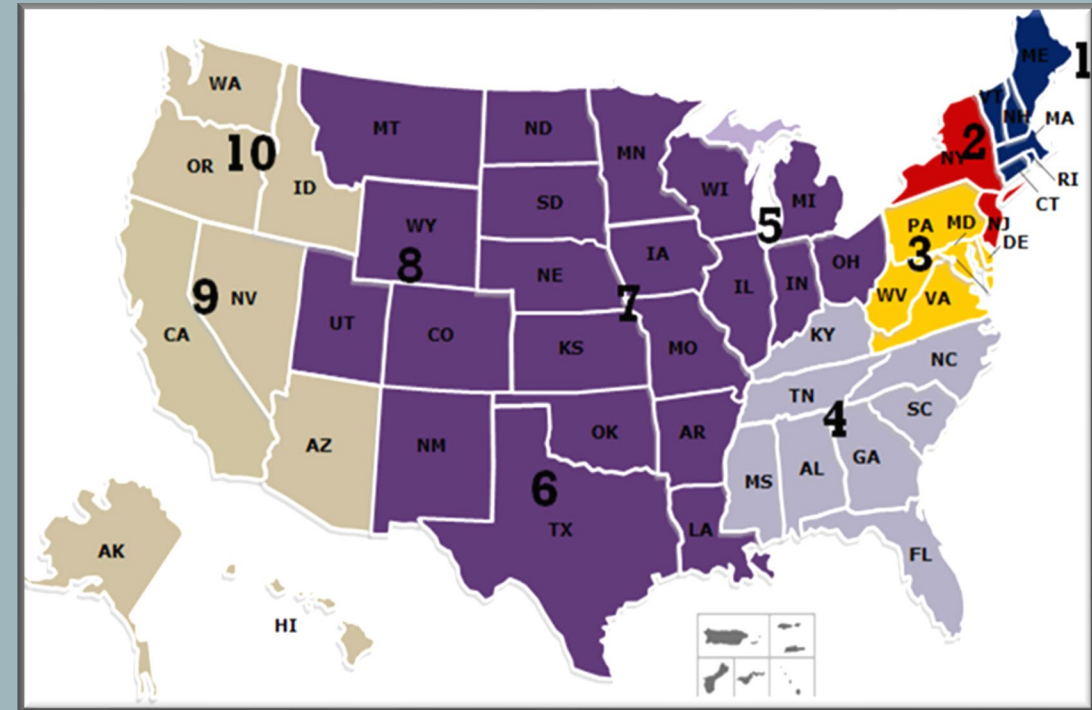 ME
1
WA
VT
NH
MA
MT
ND
MN
OR
10
ID
2
NY
WI
MI
RI
SD
CT
WY
PA
MD
NJ
5
DE
IA
3
OH
8
NE
IL
IN
9
NV
WV
VA
7
UT
CA
CO
KS
MO
KY
NC
TN
SC
4
AZ
NM
OK
AR
GA
AL
MS
6
TX
LA
AK
FL
HI